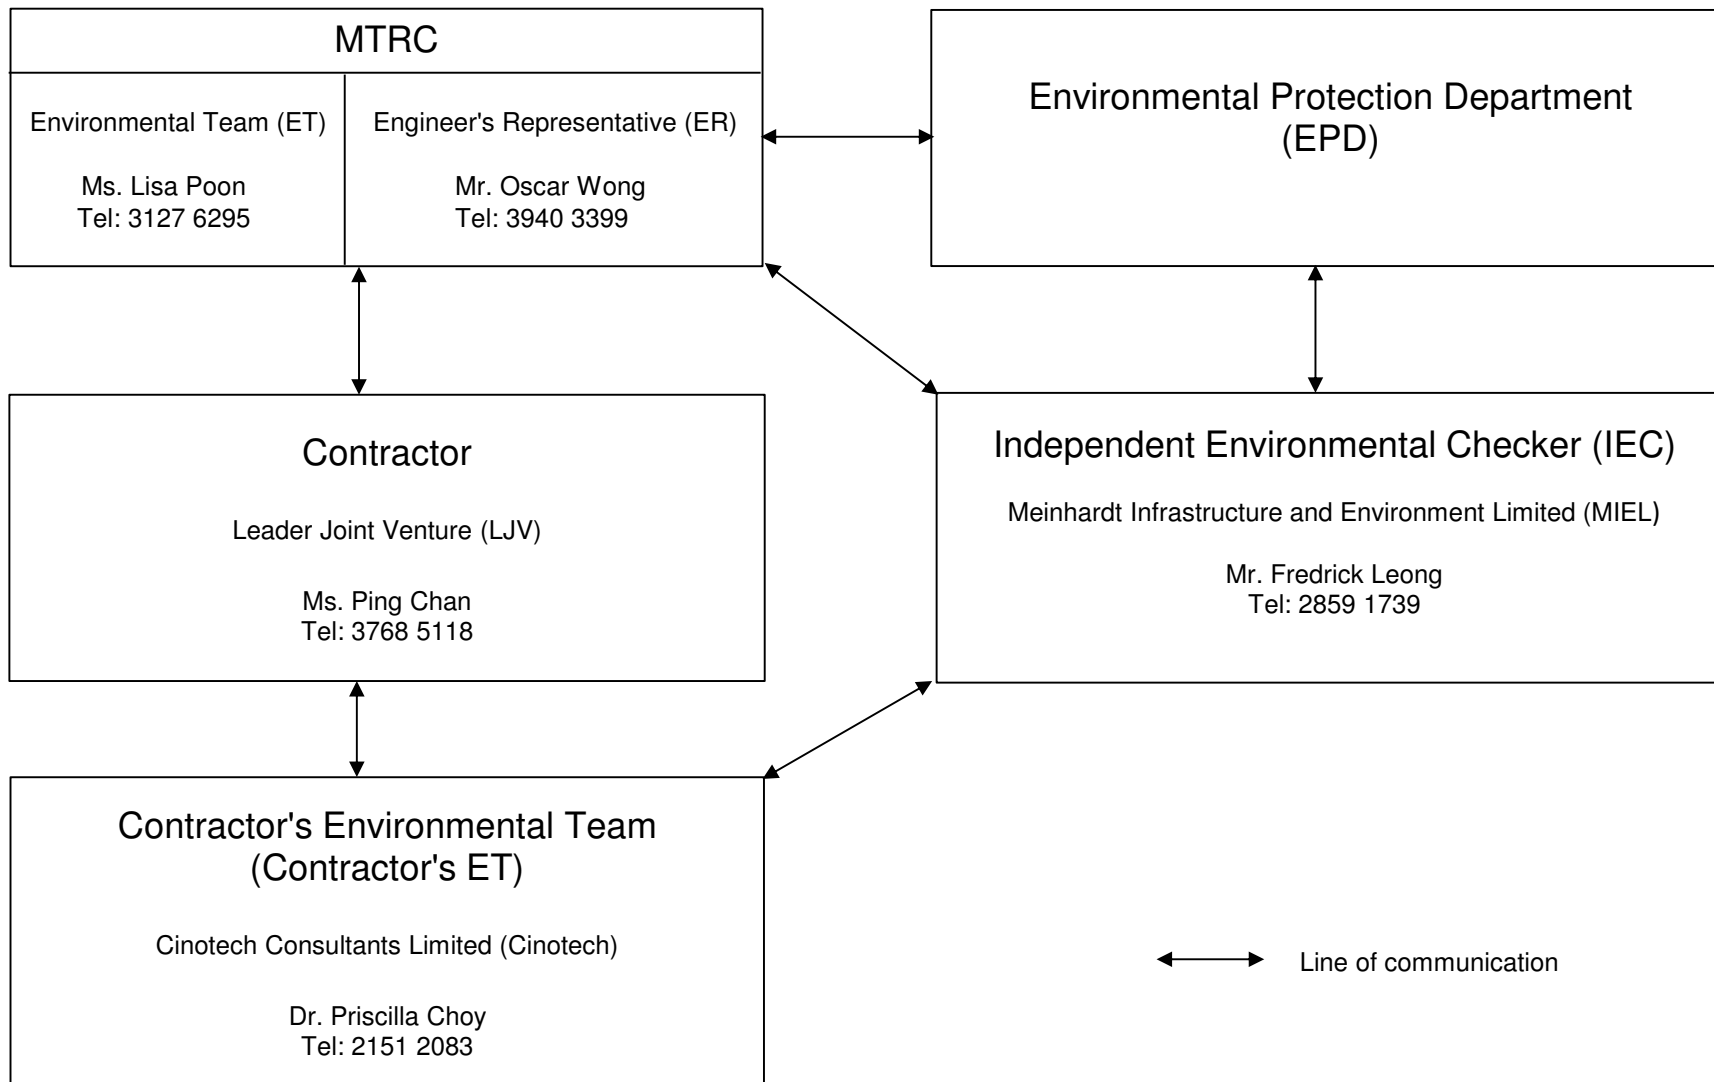 MTRC
Environmental Team (ET)
Ms. Lisa Poon
Tel: 3127 6295
Engineer's Representative (ER)
Mr. Oscar Wong
Tel: 3940 3399
Environmental Protection Department
(EPD)
Contractor
Leader Joint Venture (LJV)
Ms. Ping Chan
Tel: 3768 5118
Independent Environmental Checker (IEC)
Meinhardt Infrastructure and Environment Limited (MIEL)
Mr. Fredrick Leong
Tel: 2859 1739
Contractor's Environmental Team
(Contractor's ET)
Cinotech Consultants Limited (Cinotech)
Dr. Priscilla Choy
Tel: 2151 2083
Line of communication